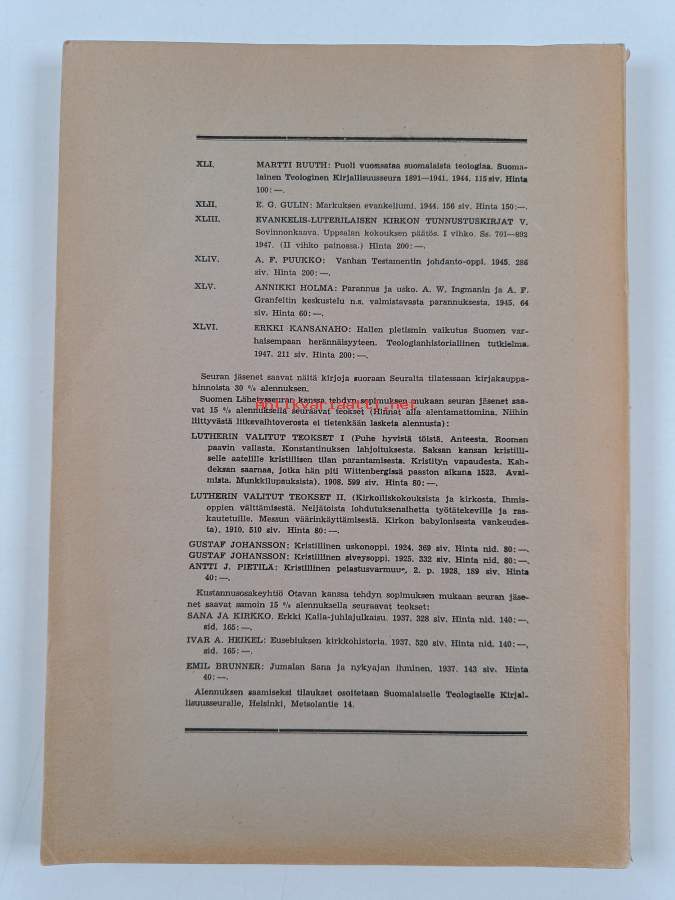 XLI. MARTTI RUUTH: Puoli vuosisataa suomalaista teologiaa. Suoma-
lainen Teologinen Kirjallisuusseura 1891—1941. 1944. 115 siv. Hinta
100:—.
XLII. E. G. GULIN: Markuksen evankeliumi. 1944. 156 siv. Hinta 150:—.
XLIII. EVANKELIS-LUTERILAISEN KIRKON TUNNUSTUSKIRJAT V.
Sovinnonkaava. Uppsalan kokouksen päätös. I vihko. Ss. 701—892
1947. (II vihko painossa.) Hinta 200:—.
XLIV. A. F. PUUKKO: Vanhan Testamentin johdanto-oppi. 1945. 286
siv. Hinta 200:—.
XLV. ANNIKKI HOLMA: Parannus ja usko. A. W. Ingmanin ja A. F.
Granfeltin keskustelu n.s. valmistavasta parannuksesta. 1945. 64
siv. Hinta 60:—.
XLVI. ERKKI KANSANAHO: Hallen pietismin vaikutus Suomen var-
haisempaan herännäisyyteen. Teologianhistoriallinen tutkielma.
1947. 211 siv. Hinta 200:—.
Seuran jäsenet saavat näitä kirjoja suoraan Seuralta tilatessaan kirjakauppa-
hinnoista 30 % alennuksen.
Suomen Lähetysseuran kanssa tehdyn sopimuksen mukaan seuran jäsenet saa-
Antikvariaatti.net
vat 15 % alennuksella seuraavat teokset (Hinnat alla alentamattomina. Niihin
liittyvästä liikevaihtoverosta ei tietenkään lasketa alennusta):
LUTHERIN VALITUT TEOKSET I (Puhe hyvistä töistä. Anteesta. Rooman
paavin vallasta. Konstantinuksen lahjoituksesta. Saksan kansan kristilli-
selle aatelille kristillisen tilan parantamisesta. Kristityn vapaudesta. Kah-
deksan saarnaa, jotka hän piti Wittenbergissä paaston aikana 1523. Avai-
mista. Munkkilupauksista). 1908. 599 siv. Hinta 80:—.
LUTHERIN VALITUT TEOKSET II. (Kirkolliskokouksista ja kirkosta. Ihmis-
oppien välttämisestä. Neljätoista lohdutuksenaihetta työtätekeville ja ras-
kautetuille. Messun väärinkäyttämisestä. Kirkon babylonisesta vankeudes-
ta). 1910. 510 siv. Hinta 80:—.
GUSTAF JOHANSSON: Kristillinen uskonoppi. 1924. 369 siv. Hinta nid. 80:—.
GUSTAF JOHANSSON: Kristillinen siveysoppi. 1925. 332 siv. Hinta nid. 80:—.
ANTTI J. PIETILÄ: Kristillinen pelastusvarmuus, 2. p. 1928. 189 siv. Hinta
40:—.
Kustannusosakeyhtiö Otavan kanssa tehdyn sopimuksen mukaan seuran jäse-
net saavat samoin 15 % alennuksella seuraavat teokset:
SANA JA KIRKKO. Erkki Kaila-juhlajulkaisu. 1937. 328 siv. Hinta nid. 140:—,
sid. 165:—.
IVAR A. HEIKEL: Eusebiuksen kirkkohistoria. 1937. 520 siv. Hinta nid. 140:—,
sid. 165:—.
EMIL BRUNNER: Jumalan Sana ja nykyajan ihminen. 1937. 143 siv. Hinta
40:—.
Alennuksen saamiseksi tilaukset osoitetaan Suomalaiselle Teologiselle Kirjal-
lisuusseuralle, Helsinki, Metsolantie 14.